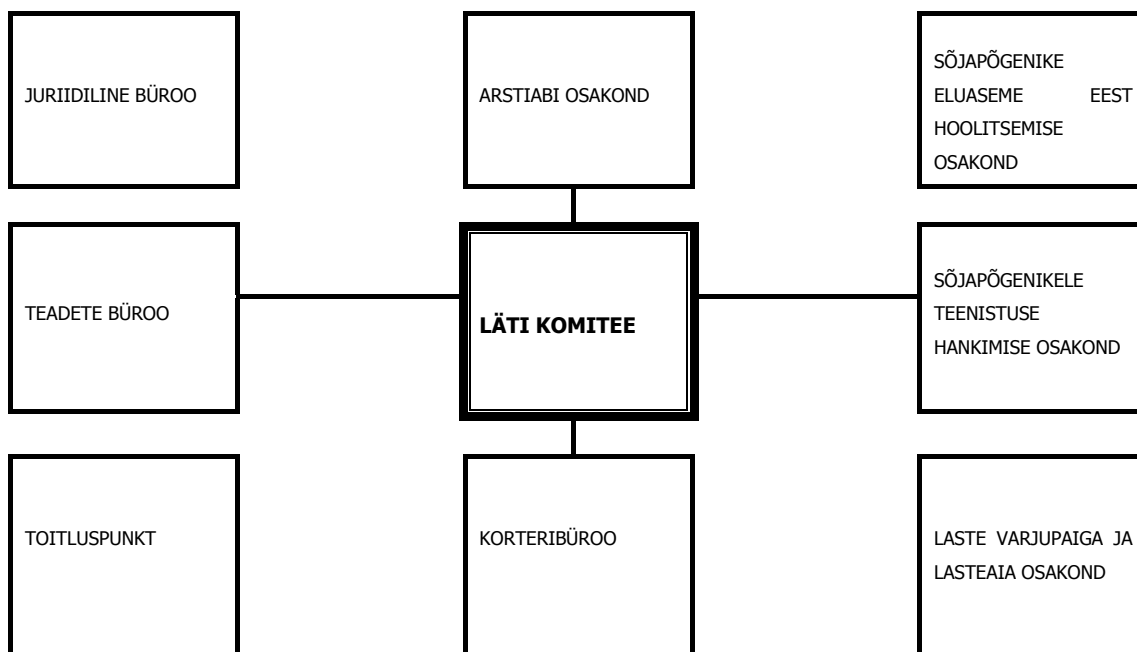 JURIIDILINE BÜROO
ARSTIABI OSAKOND
SÕJAPÕGENIKE
ELUASEME EEST
HOOLITSEMISE
OSAKOND
TEADETE BÜROO
LÄTI KOMITEE
SÕJAPÕGENIKELE
TEENISTUSE
HANKIMISE OSAKOND
TOITLUSPUNKT
KORTERIBÜROO
LASTE VARJUPAIGA JA
LASTEAIA OSAKOND